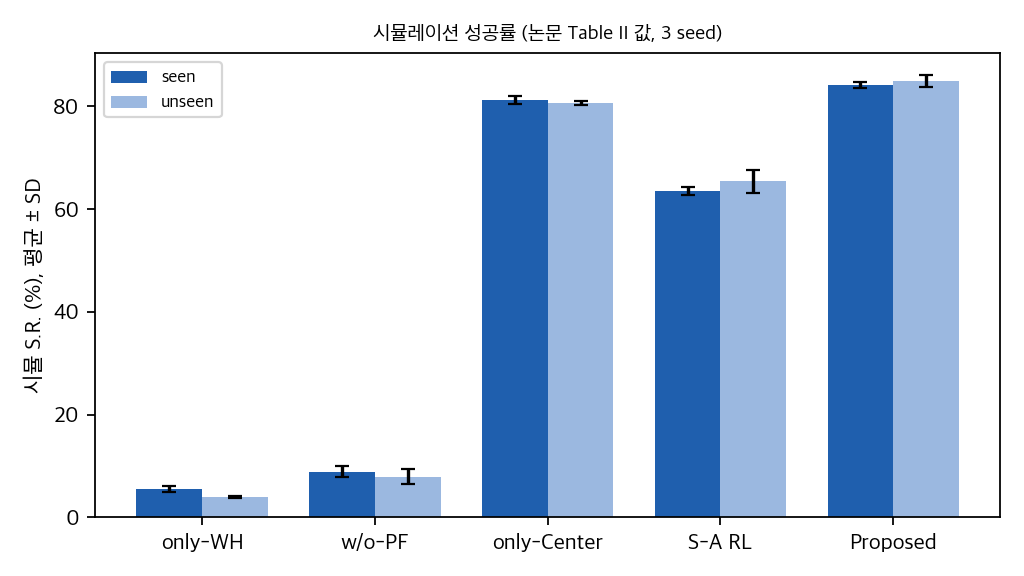 시뮬레이션 성공률 (논문 Table II 값, 3 seed)
seen
unseen
시뮬 S.R. (%), 평균 ± SD
80
60
40
20
0
only-WH
w/o-PF
only-Center
S-A RL
Proposed